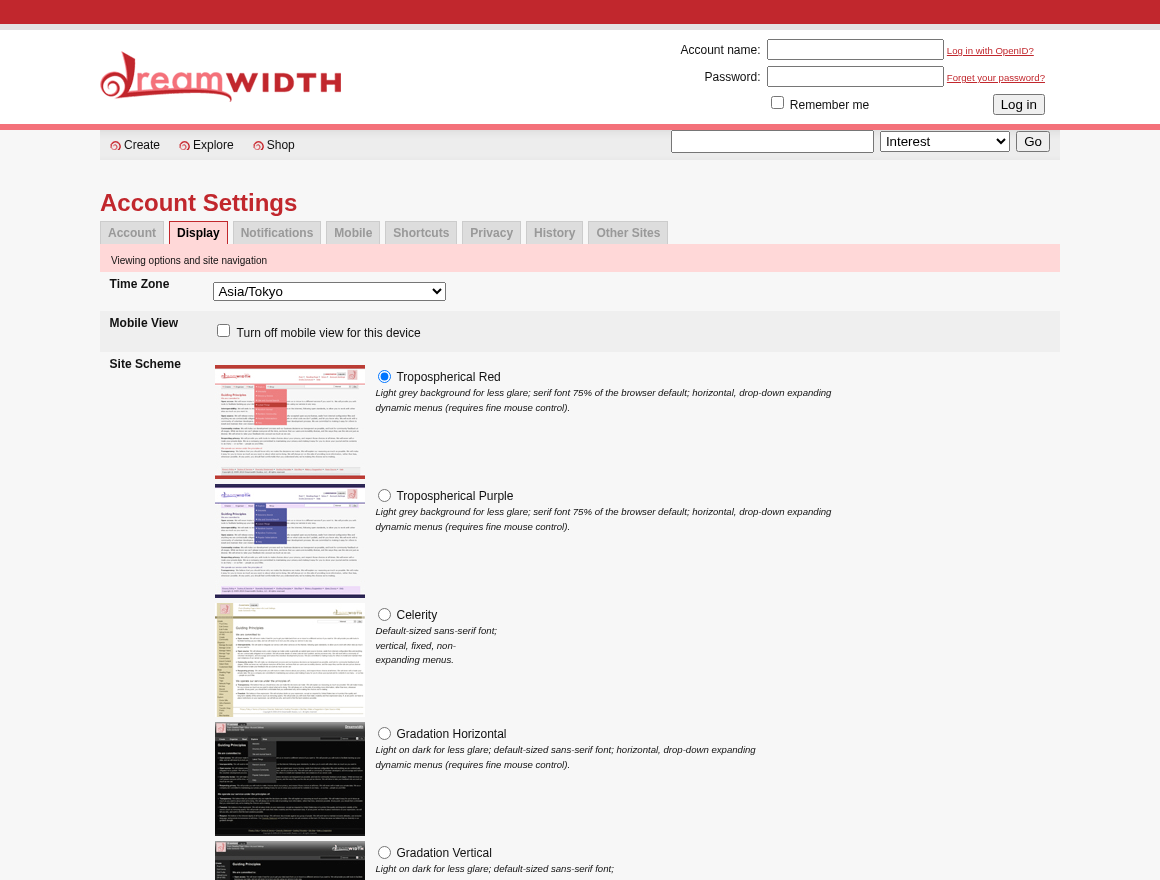 Account name:
Log in with OpenID?
dreamWIDTH
Password:
Forget your password?
Remember me
Log in
Create
Explore
Shop
Interest
Go
Account Settings
Account
Display
Notifications
Mobile
Shortcuts
Privacy
History
Other Sites
Viewing options and site navigation
Time Zone
Asia/Tokyo
Mobile View
Turn off mobile view for this device
Site Scheme
Tropospherical Red
Light grey background for less glare; serif font 75% of the browser default; horizontal, drop-down expanding
dynamic menus (requires fine mouse control).
Tropospherical Purple
Light grey background for less glare; serif font 75% of the browser default; horizontal, drop-down expanding
dynamic menus (requires fine mouse control).
Celerity
Default-sized sans-serif font;
vertical, fixed, non-
expanding menus.
Gradation Horizontal
Light on dark for less glare; default-sized sans-serif font; horizontal, drop-down expanding
dynamic menus (requires fine mouse control).
Gradation Vertical
Light on dark for less glare; default-sized sans-serif font;